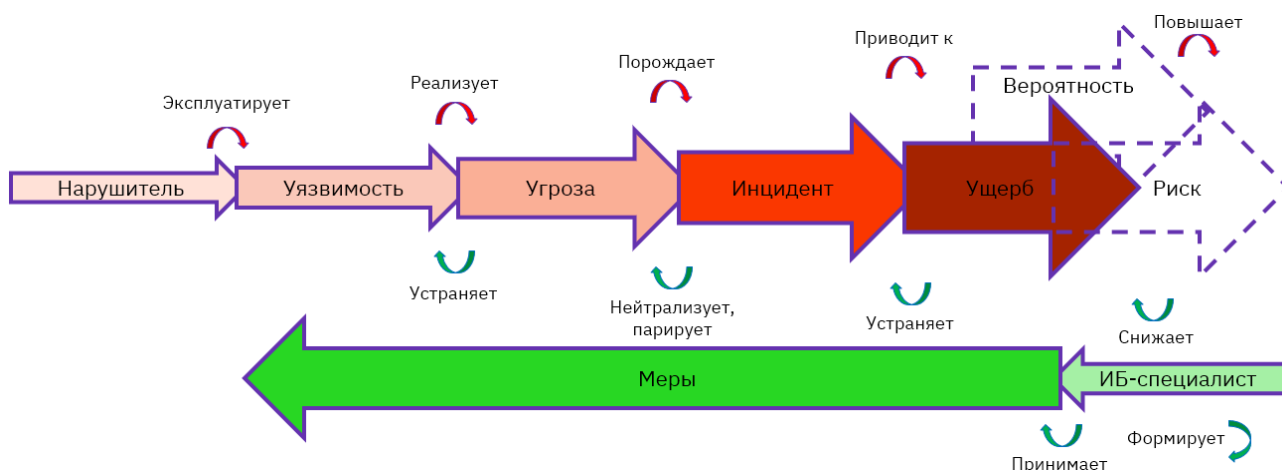 Повышает
Приводит к
Порождает
Реализует
Эксплуатирует
Вероятность
Нарушитель
Уязвимость
Угроза
Инцидент
Ущерб
Риск
Устраняет
Нейтрализует,
парирует
Устраняет
Снижает
Меры
ИБ-специалист
Принимает
Формирует